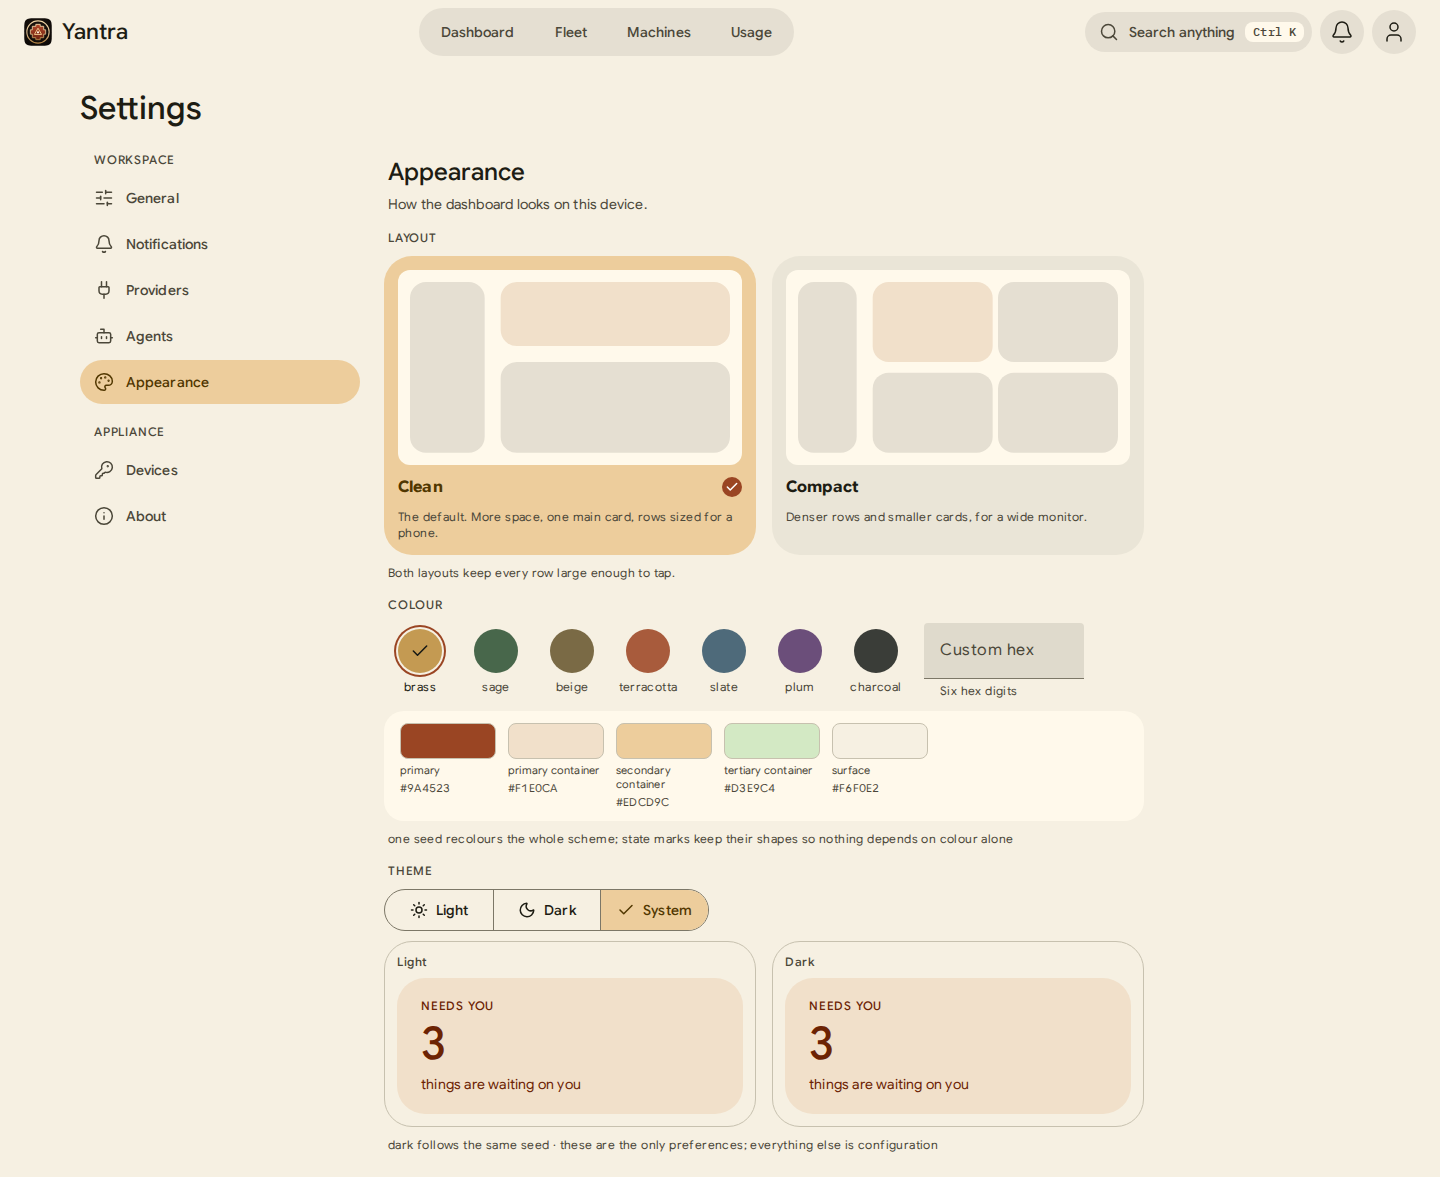 Yantra
Dashboard Fleet Machines Usage
Search anything Ctrl K
Settings
WORKSPACE
General
Notifications
Providers
Agents
Appearance
APPLIANCE
Devices
About
Appearance
How the dashboard looks on this device.
LAYOUT
Clean
The default. More space, one main card, rows sized for a
phone.
Compact
Denser rows and smaller cards, for a wide monitor.
Both layouts keep every row large enough to tap.
COLOUR
brass sage beige terracotta slate plum charcoal
Custom hex
Six hex digits
primary
#9A4523
primary container
#F1E0CA
secondary
container
#EDCD9C
tertiary container
#D3E9C4
surface
#F6F0E2
one seed recolours the whole scheme; state marks keep their shapes so nothing depends on colour alone
THEME
Light Dark System
Light
NEEDS YOU
3
things are waiting on you
Dark
NEEDS YOU
3
things are waiting on you
dark follows the same seed · these are the only preferences; everything else is configuration